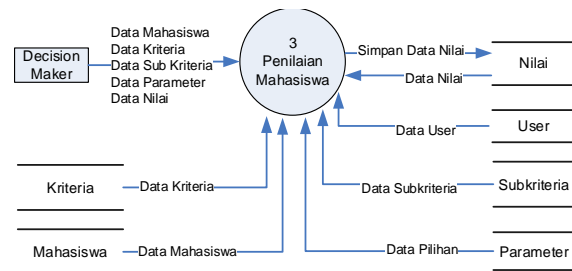 Decision
Maker
Data Mahasiswa
Data Kriteria
Data Sub Kriteria
Data Parameter
Data Nilai
3
Penilaian
Mahasiswa
Simpan Data Nilai
Data Nilai
Nilai
Data User
User
Kriteria
Data Kriteria
Data Subkriteria
Subkriteria
Mahasiswa
Data Mahasiswa
Data Pilihan
Parameter